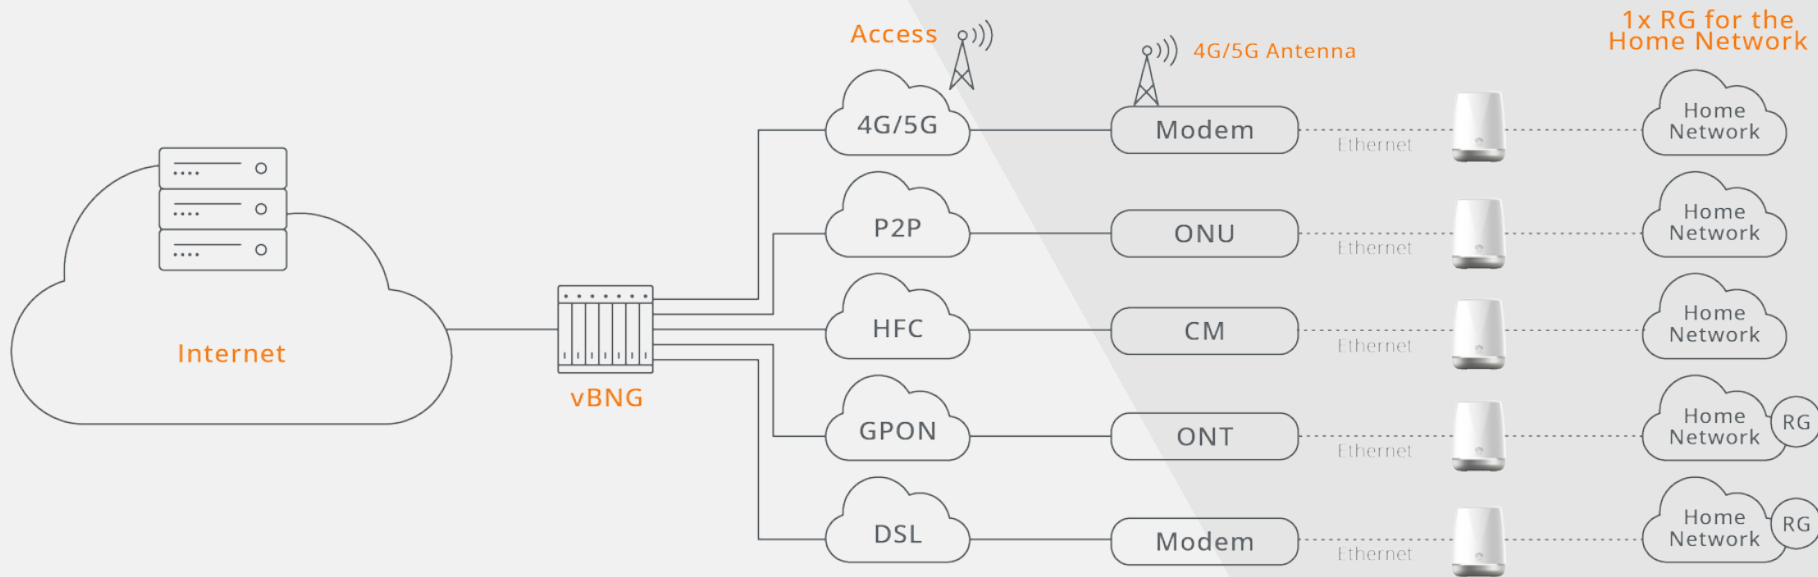 Access
4G/5G Antenna
1x RG for the
Home Network
4G/5G
Modem
Ethernet
Home
Network
P2P
ONU
Ethernet
Home
Network
Internet
vBNG
HFC
CM
Ethernet
Home
Network
GPON
ONT
Ethernet
Home
Network
RG
DSL
Modem
Ethernet
Home
Network
RG